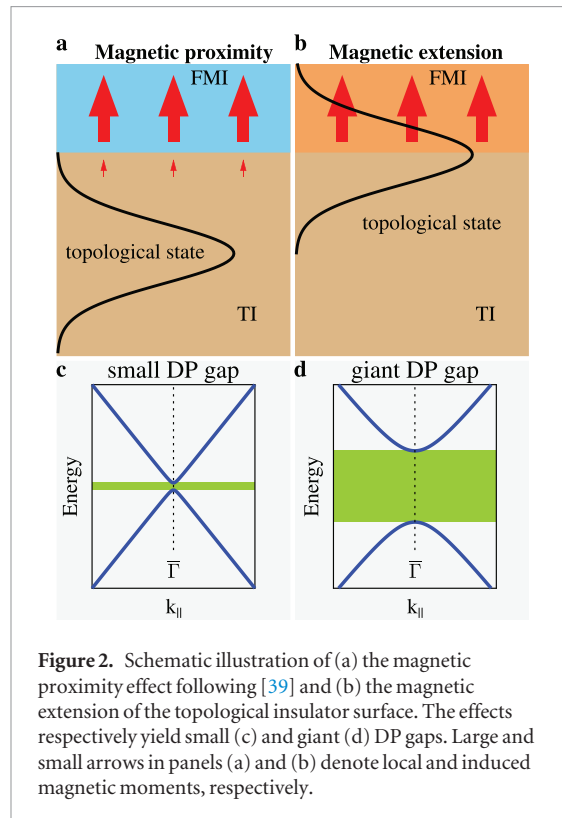 a
Magnetic proximity
FMI
topological state
TI
b
Magnetic extension
FMI
topological state
TI
c
small DP gap
Energy
Γ̅
k||
d
giant DP gap
Energy
Γ̅
k||
Figure 2. Schematic illustration of (a) the magnetic
proximity effect following [39] and (b) the magnetic
extension of the topological insulator surface. The effects
respectively yield small (c) and giant (d) DP gaps. Large and
small arrows in panels (a) and (b) denote local and induced
magnetic moments, respectively.